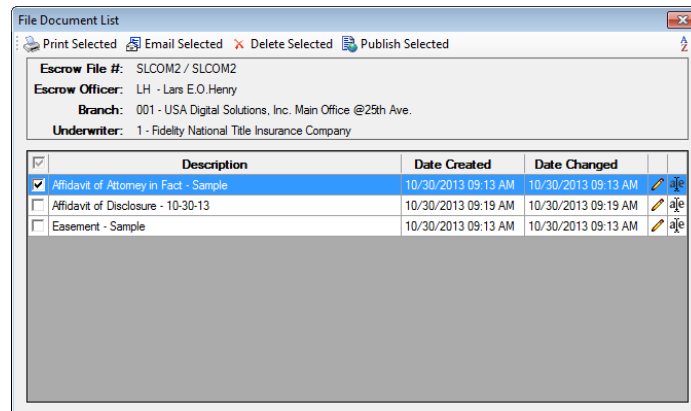 File Document List
Print Selected Email Selected Delete Selected Publish Selected A Z
Escrow File #: SLCOM2 / SLCOM2
Escrow Officer: LH - Lars E.O.Henry
Branch: 001 - USA Digital Solutions, Inc. Main Office @25th Ave.
Underwriter: 1 - Fidelity National Title Insurance Company
Description Date Created Date Changed
Affidavit of Attorney in Fact - Sample 10/30/2013 09:13 AM 10/30/2013 09:13 AM a|e
Affidavit of Disclosure - 10-30-13 10/30/2013 09:19 AM 10/30/2013 09:19 AM a|e
Easement - Sample 10/30/2013 09:13 AM 10/30/2013 09:13 AM a|e